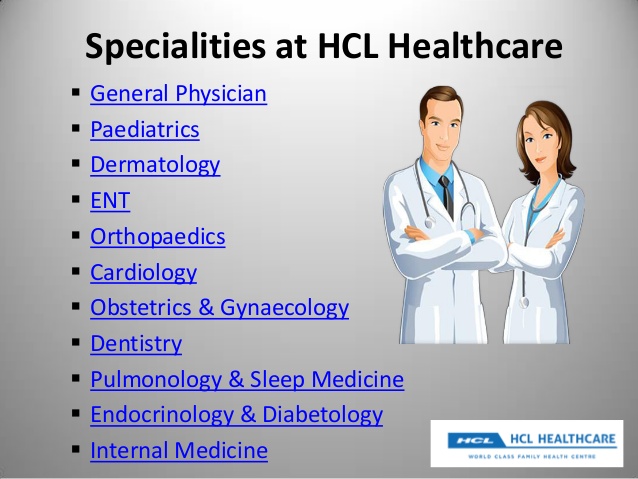 Specialities at HCL Healthcare
▪ General Physician
▪ Paediatrics
▪ Dermatology
▪ ENT
▪ Orthopaedics
▪ Cardiology
▪ Obstetrics & Gynaecology
▪ Dentistry
▪ Pulmonology & Sleep Medicine
▪ Endocrinology & Diabetology
▪ Internal Medicine
HCL HCL HEALTHCARE
WORLD CLASS FAMILY HEALTH CENTRE